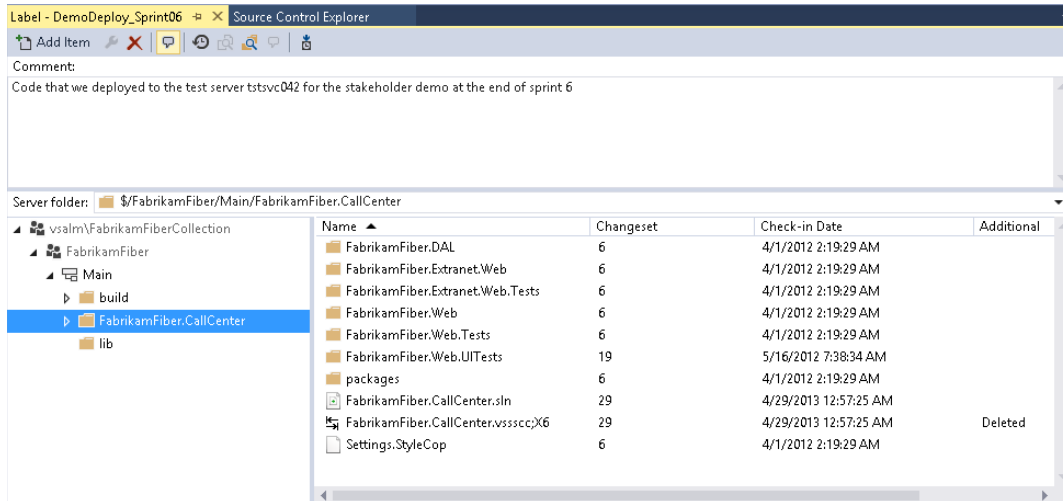 Label - DemoDeploy_Sprint06 Source Control Explorer
Add Item
Comment:
Code that we deployed to the test server tstsvc042 for the stakeholder demo at the end of sprint 6
Server folder: $/FabrikamFiber/Main/FabrikamFiber.CallCenter
vsalm\FabrikamFiberCollection
FabrikamFiber
Main
build
FabrikamFiber.CallCenter
lib
Name Changeset Check-in Date Additional
FabrikamFiber.DAL 6 4/1/2012 2:19:29 AM
FabrikamFiber.Extranet.Web 6 4/1/2012 2:19:29 AM
FabrikamFiber.Extranet.Web.Tests 6 4/1/2012 2:19:29 AM
FabrikamFiber.Web 6 4/1/2012 2:19:29 AM
FabrikamFiber.Web.Tests 6 4/1/2012 2:19:29 AM
FabrikamFiber.Web.UITests 19 5/16/2012 7:38:34 AM
packages 6 4/1/2012 2:19:29 AM
FabrikamFiber.CallCenter.sln 29 4/29/2013 12:57:25 AM
FabrikamFiber.CallCenter.vssscc;X6 29 4/29/2013 12:57:25 AM Deleted
Settings.StyleCop 6 4/1/2012 2:19:29 AM